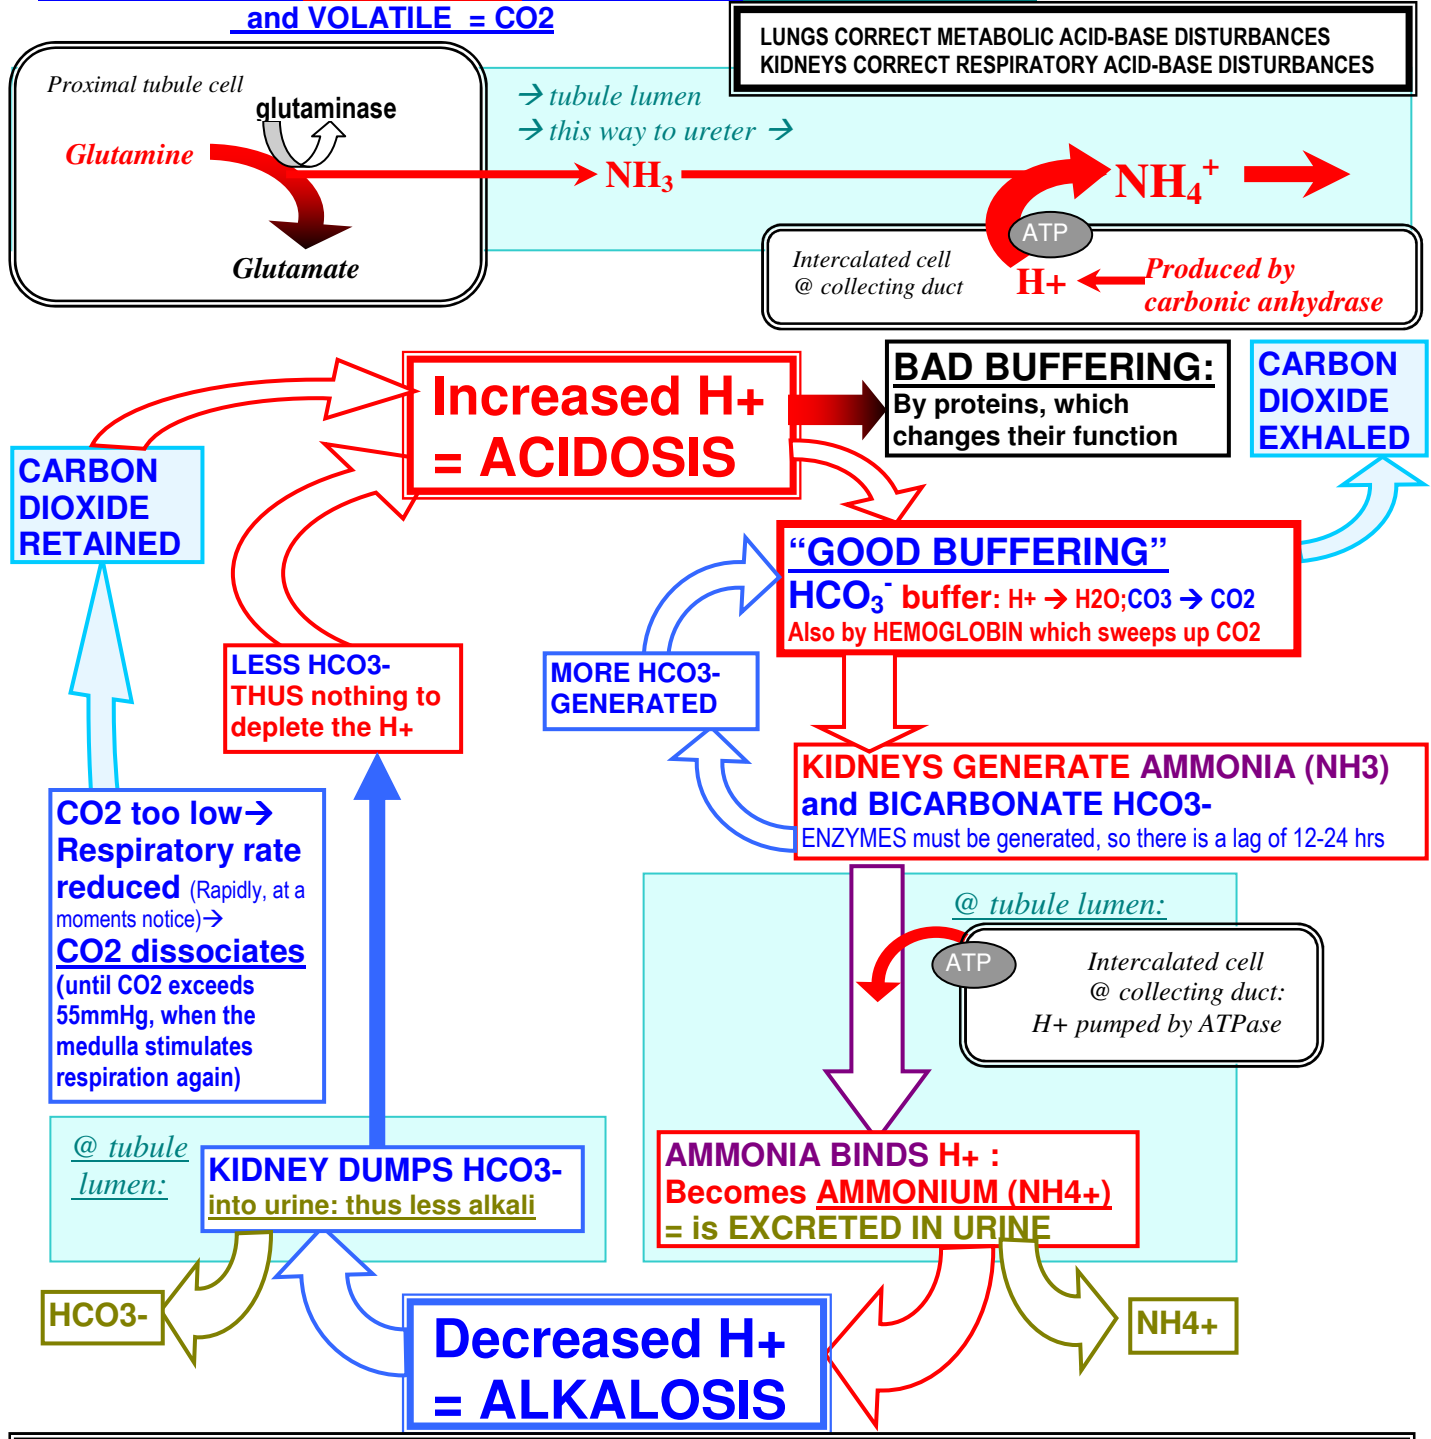 and VOLATILE = CO2
LUNGS CORRECT METABOLIC ACID-BASE DISTURBANCES
KIDNEYS CORRECT RESPIRATORY ACID-BASE DISTURBANCES
Proximal tubule cell
glutaminase
Glutamine
Glutamate
→ tubule lumen
→ this way to ureter →
NH₃
NH₄⁺
ATP
Intercalated cell
@ collecting duct
H+
Produced by
carbonic anhydrase
Increased H+
= ACIDOSIS
BAD BUFFERING:
By proteins, which
changes their function
CARBON
DIOXIDE
EXHALED
CARBON
DIOXIDE
RETAINED
“GOOD BUFFERING”
HCO₃⁻ buffer: H+ → H2O;CO3 → CO2
Also by HEMOGLOBIN which sweeps up CO2
LESS HCO3-
THUS nothing to
deplete the H+
MORE HCO3-
GENERATED
KIDNEYS GENERATE AMMONIA (NH3)
and BICARBONATE HCO3-
ENZYMES must be generated, so there is a lag of 12-24 hrs
CO2 too low→
Respiratory rate
reduced (Rapidly, at a
moments notice)→
CO2 dissociates
(until CO2 exceeds
55mmHg, when the
medulla stimulates
respiration again)
@ tubule lumen:
ATP
Intercalated cell
@ collecting duct:
H+ pumped by ATPase
@ tubule
lumen:
KIDNEY DUMPS HCO3-
into urine: thus less alkali
AMMONIA BINDS H+ :
Becomes AMMONIUM (NH4+)
= is EXCRETED IN URINE
HCO3-
NH4+
Decreased H+
= ALKALOSIS